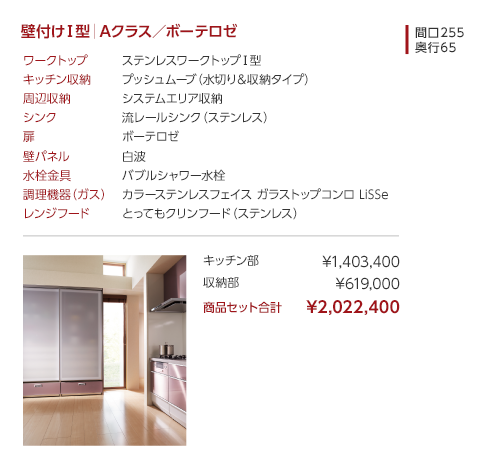 壁付けI型｜Aクラス／ボーテロゼ
間口255
奥行65
ワークトップ ステンレスワークトップI型
キッチン収納 プッシュムーブ（水切り＆収納タイプ）
周辺収納 システムエリア収納
シンク 流レールシンク（ステンレス）
扉 ボーテロゼ
壁パネル 白波
水栓金具 バブルシャワー水栓
調理機器（ガス） カラーステンレスフェイス ガラストップコンロ LiSSe
レンジフード とってもクリンフード（ステンレス）
キッチン部 ¥1,403,400
収納部 ¥619,000
商品セット合計 ¥2,022,400